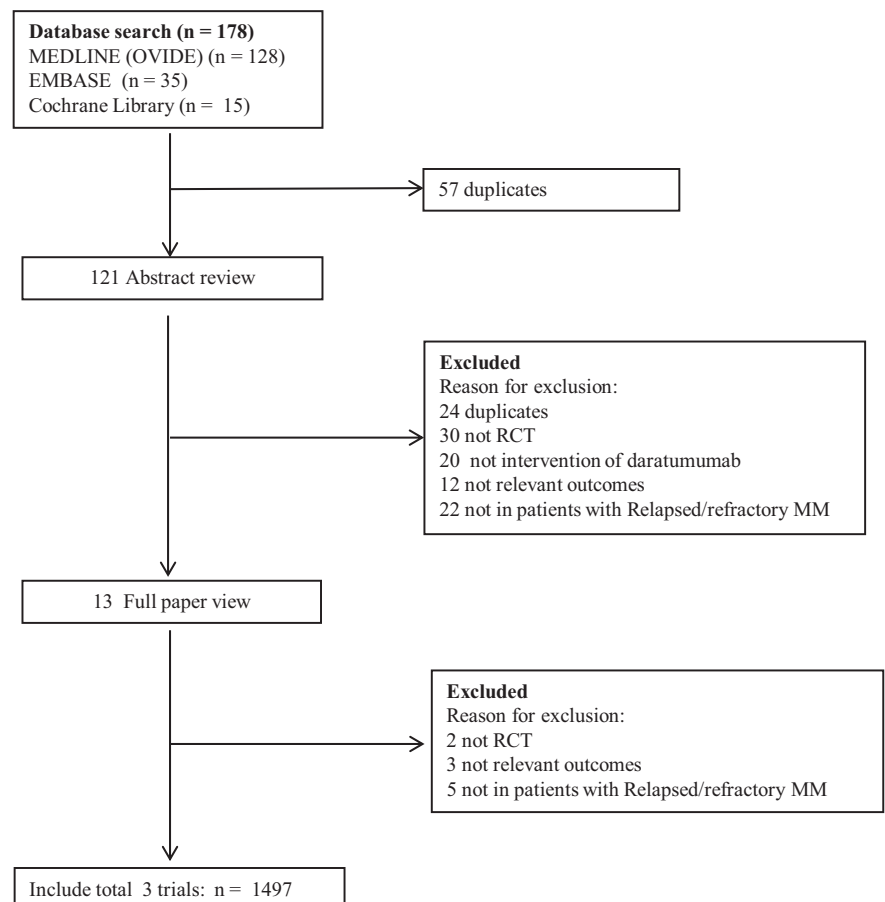 Database search (n = 178)
MEDLINE (OVIDE) (n = 128)
EMBASE (n = 35)
Cochrane Library (n = 15)
57 duplicates
121 Abstract review
Excluded
Reason for exclusion:
24 duplicates
30 not RCT
20 not intervention of daratumumab
12 not relevant outcomes
22 not in patients with Relapsed/refractory MM
13 Full paper view
Excluded
Reason for exclusion:
2 not RCT
3 not relevant outcomes
5 not in patients with Relapsed/refractory MM
Include total 3 trials: n = 1497